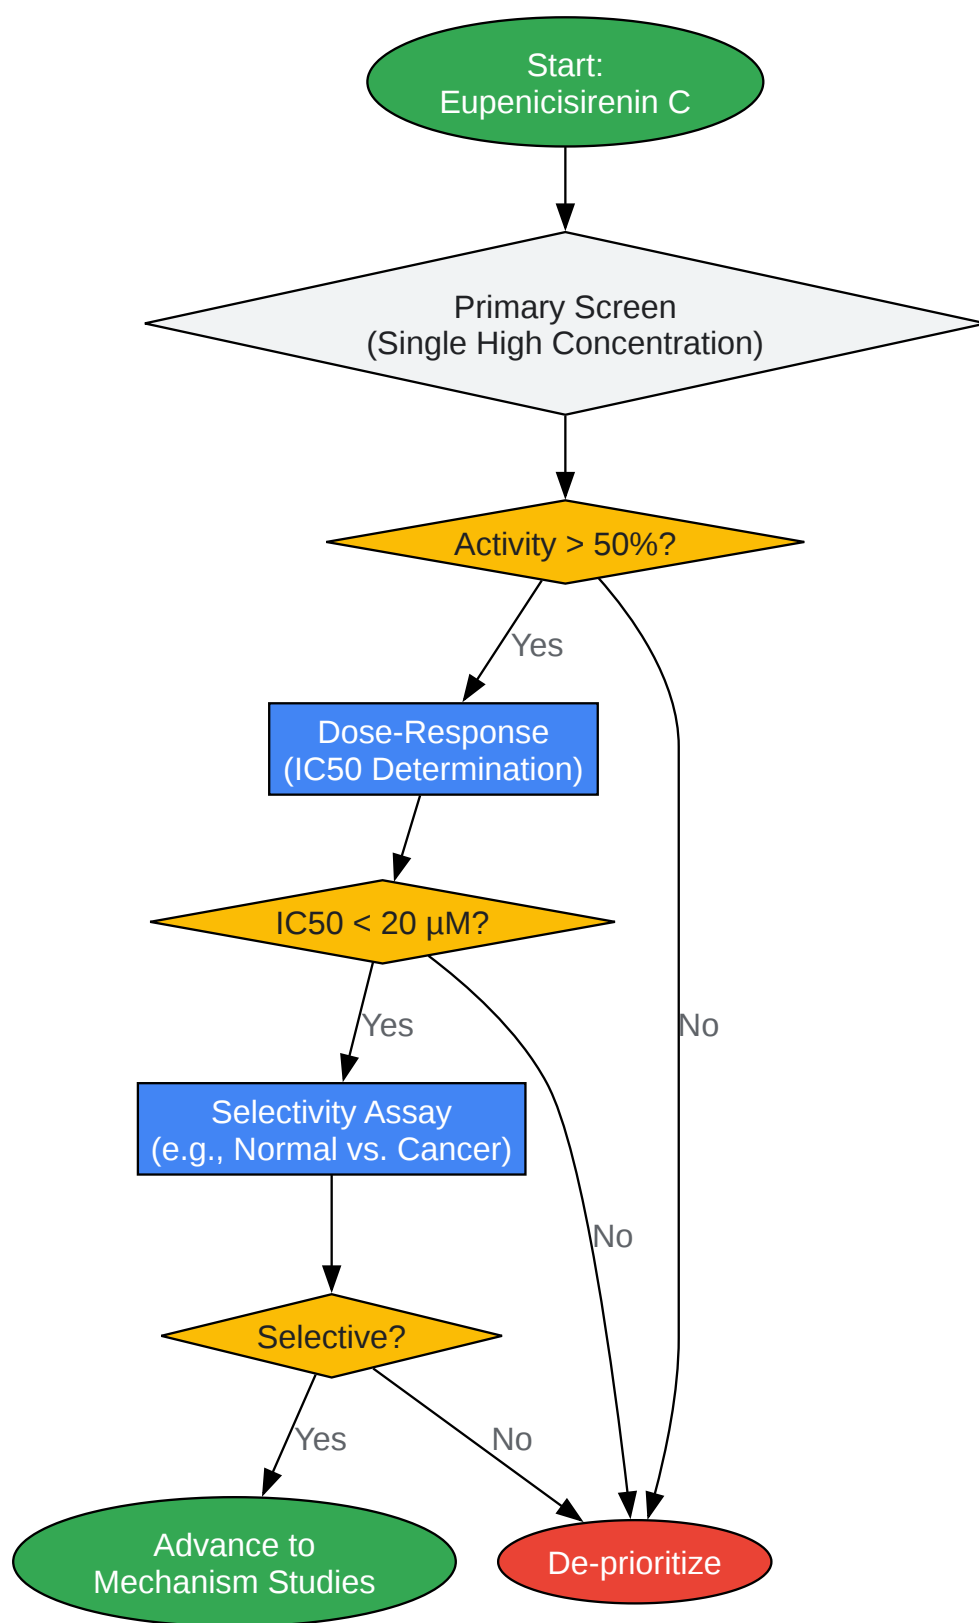 Start:
Eupenicisirenin C
Primary Screen
(Single High Concentration)
Activity > 50%?
Yes
Dose-Response
(IC50 Determination)
IC50 < 20 µM?
Yes
No
Selectivity Assay
(e.g., Normal vs. Cancer)
No
Selective?
Yes
No
Advance to
Mechanism Studies
De-prioritize